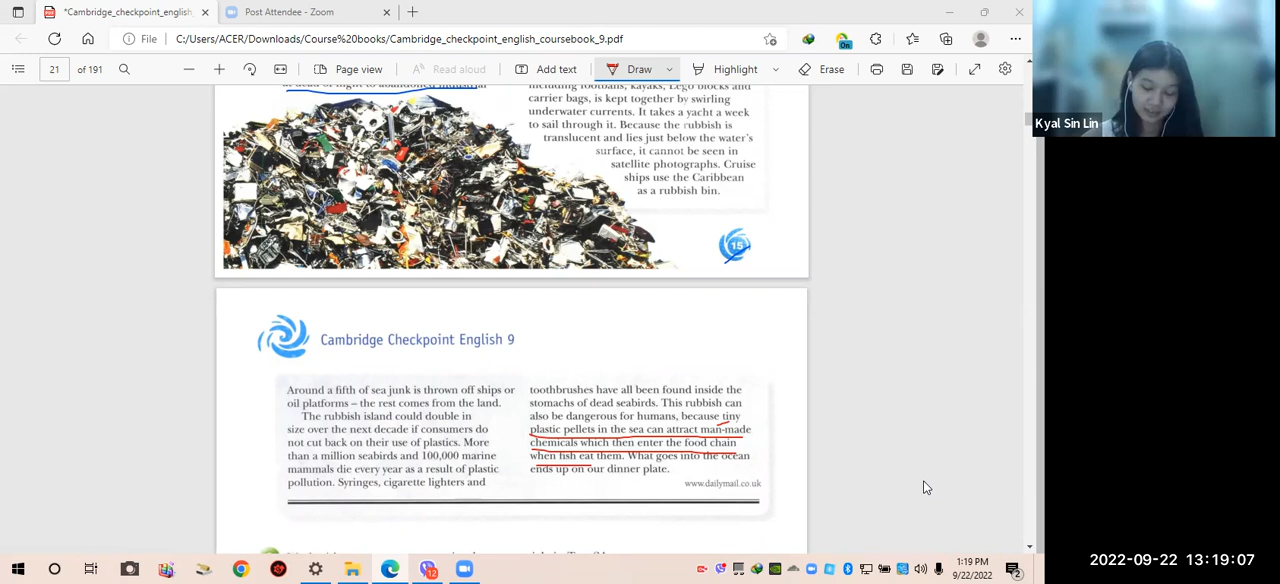 *Cambridge_checkpoint_english_
Post Attendee - Zoom
File
C:/Users/ACER/Downloads/Course%20books/Cambridge_checkpoint_english_coursebook_9.pdf
On
21 of 191
Page view
Read aloud
Add text
Draw
Highlight
Erase
Kyal Sin Lin
at dead of night to abandoned industrial
including footballs, kayaks, Lego blocks and
carrier bags, is kept together by swirling
underwater currents. It takes a yacht a week
to sail through it. Because the rubbish is
translucent and lies just below the water's
surface, it cannot be seen in
satellite photographs. Cruise
ships use the Caribbean
as a rubbish bin.
15
Cambridge Checkpoint English 9
Around a fifth of sea junk is thrown off ships or
oil platforms – the rest comes from the land.
The rubbish island could double in
size over the next decade if consumers do
not cut back on their use of plastics. More
than a million seabirds and 100,000 marine
mammals die every year as a result of plastic
pollution. Syringes, cigarette lighters and
toothbrushes have all been found inside the
stomachs of dead seabirds. This rubbish can
also be dangerous for humans, because tiny
plastic pellets in the sea can attract man-made
chemicals which then enter the food chain
when fish eat them. What goes into the ocean
ends up on our dinner plate.
www.dailymail.co.uk
12
1:19 PM
9/22/2022
2
2022-09-22 13:19:07